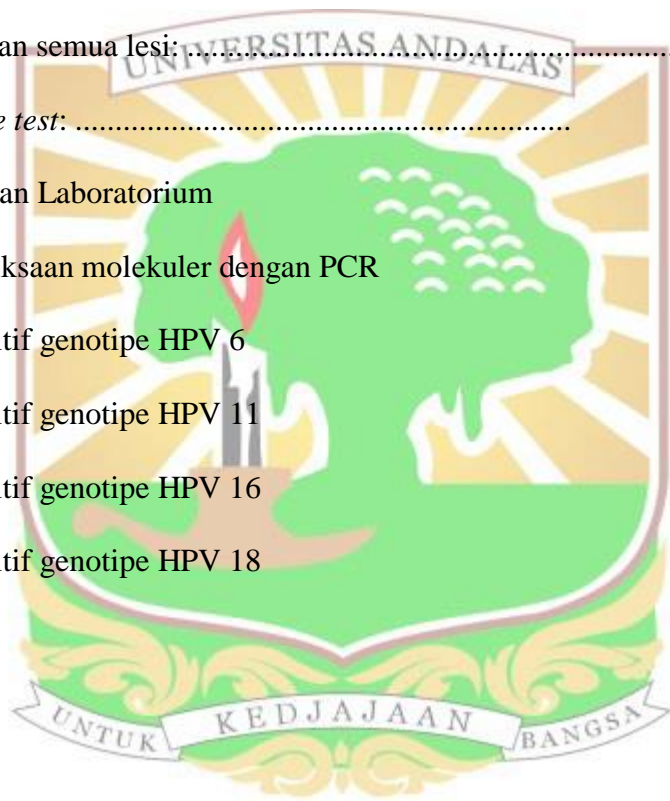 an semua lesi: ............................................................
UNIVERSITAS ANDALAS
e test: ..............................................................
an Laboratorium
ksaan molekuler dengan PCR
tif genotipe HPV 6
tif genotipe HPV 11
tif genotipe HPV 16
tif genotipe HPV 18
UNTUK KEDJAJAAN BANGSA